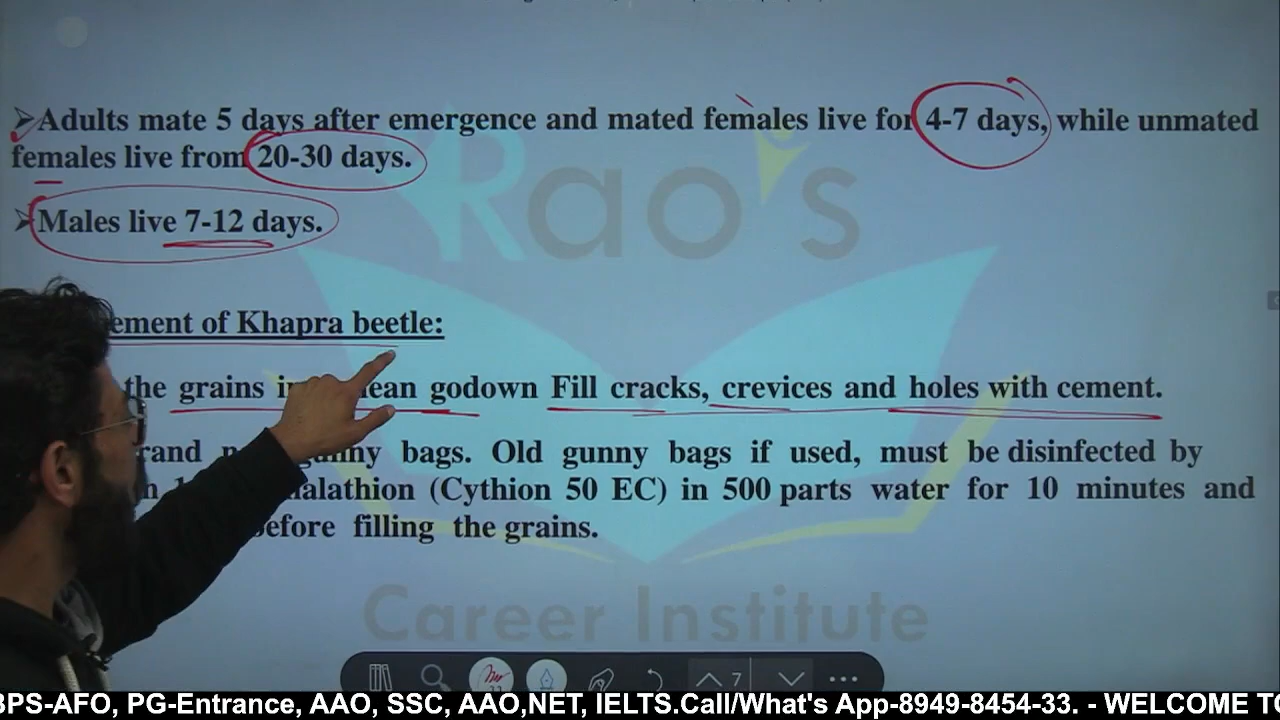 ➢Adults mate 5 days after emergence and mated females live for 4-7 days, while unmated
females live from 20-30 days.
➢Males live 7-12 days.
ement of Khapra beetle:
the grains in ean godown Fill cracks, crevices and holes with cement.
rand gunny bags. Old gunny bags if used, must be disinfected by
alathion (Cythion 50 EC) in 500 parts water for 10 minutes and
before filling the grains.
Rao's
Career Institute
7
BPS-AFO, PG-Entrance, AAO, SSC, AAO,NET, IELTS.Call/What's App-8949-8454-33. - WELCOME TO